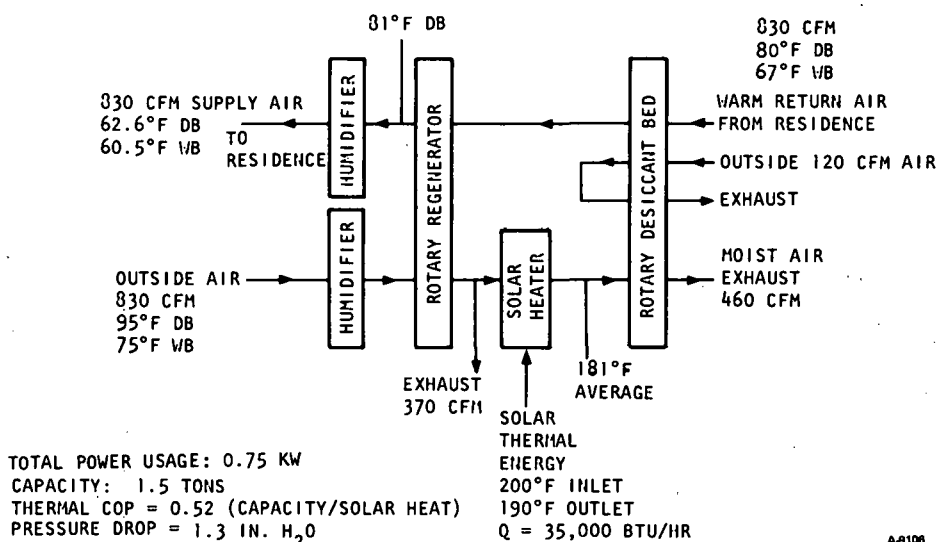 81°F DB
830 CFM
80°F DB
67°F WB
830 CFM SUPPLY AIR
62.6°F DB
60.5°F WB
TO
RESIDENCE
HUMIDIFIER
ROTARY REGENERATOR
ROTARY DESICCANT BED
WARM RETURN AIR
FROM RESIDENCE
OUTSIDE 120 CFM AIR
EXHAUST
OUTSIDE AIR
830 CFM
95°F DB
75°F WB
HUMIDIFIER
SOLAR
HEATER
MOIST AIR
EXHAUST
460 CFM
EXHAUST
370 CFM
181°F
AVERAGE
SOLAR
THERMAL
ENERGY
200°F INLET
190°F OUTLET
Q = 35,000 BTU/HR
TOTAL POWER USAGE: 0.75 KW
CAPACITY: 1.5 TONS
THERMAL COP = 0.52 (CAPACITY/SOLAR HEAT)
PRESSURE DROP = 1.3 IN. H₂O
A-8106